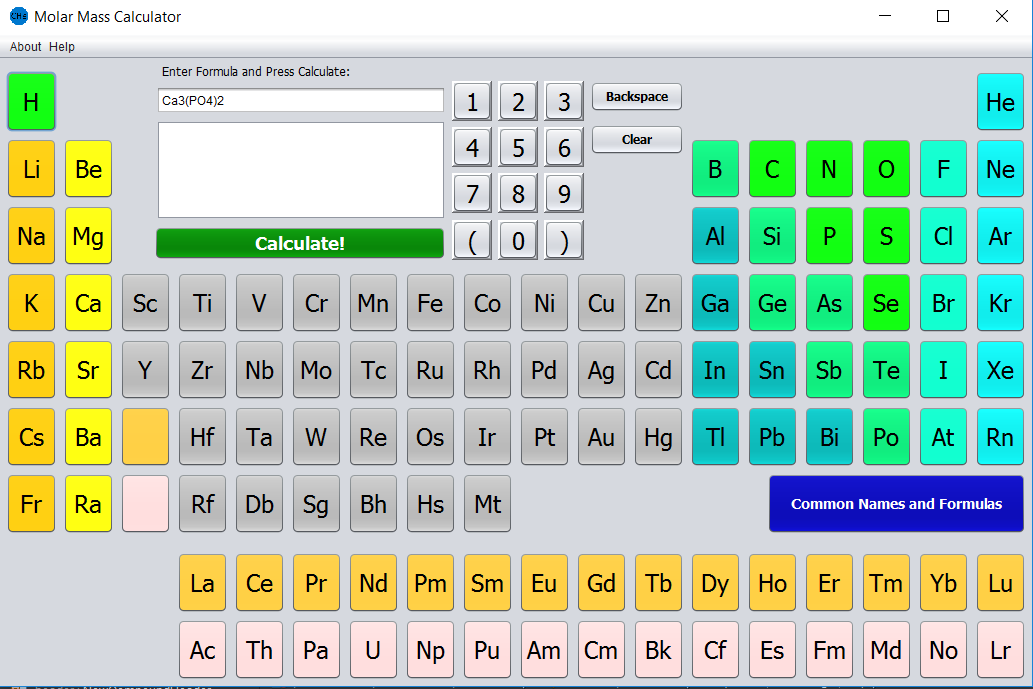 CH4 Molar Mass Calculator
About Help
Enter Formula and Press Calculate:
Ca3(PO4)2
1 2 3 Backspace
H He
4 5 6 Clear
Li Be B C N O F Ne
7 8 9
Calculate! ( 0 )
Na Mg Al Si P S Cl Ar
K Ca Sc Ti V Cr Mn Fe Co Ni Cu Zn Ga Ge As Se Br Kr
Rb Sr Y Zr Nb Mo Tc Ru Rh Pd Ag Cd In Sn Sb Te I Xe
Cs Ba Hf Ta W Re Os Ir Pt Au Hg Tl Pb Bi Po At Rn
Fr Ra Rf Db Sg Bh Hs Mt Common Names and Formulas
La Ce Pr Nd Pm Sm Eu Gd Tb Dy Ho Er Tm Yb Lu
Ac Th Pa U Np Pu Am Cm Bk Cf Es Fm Md No Lr